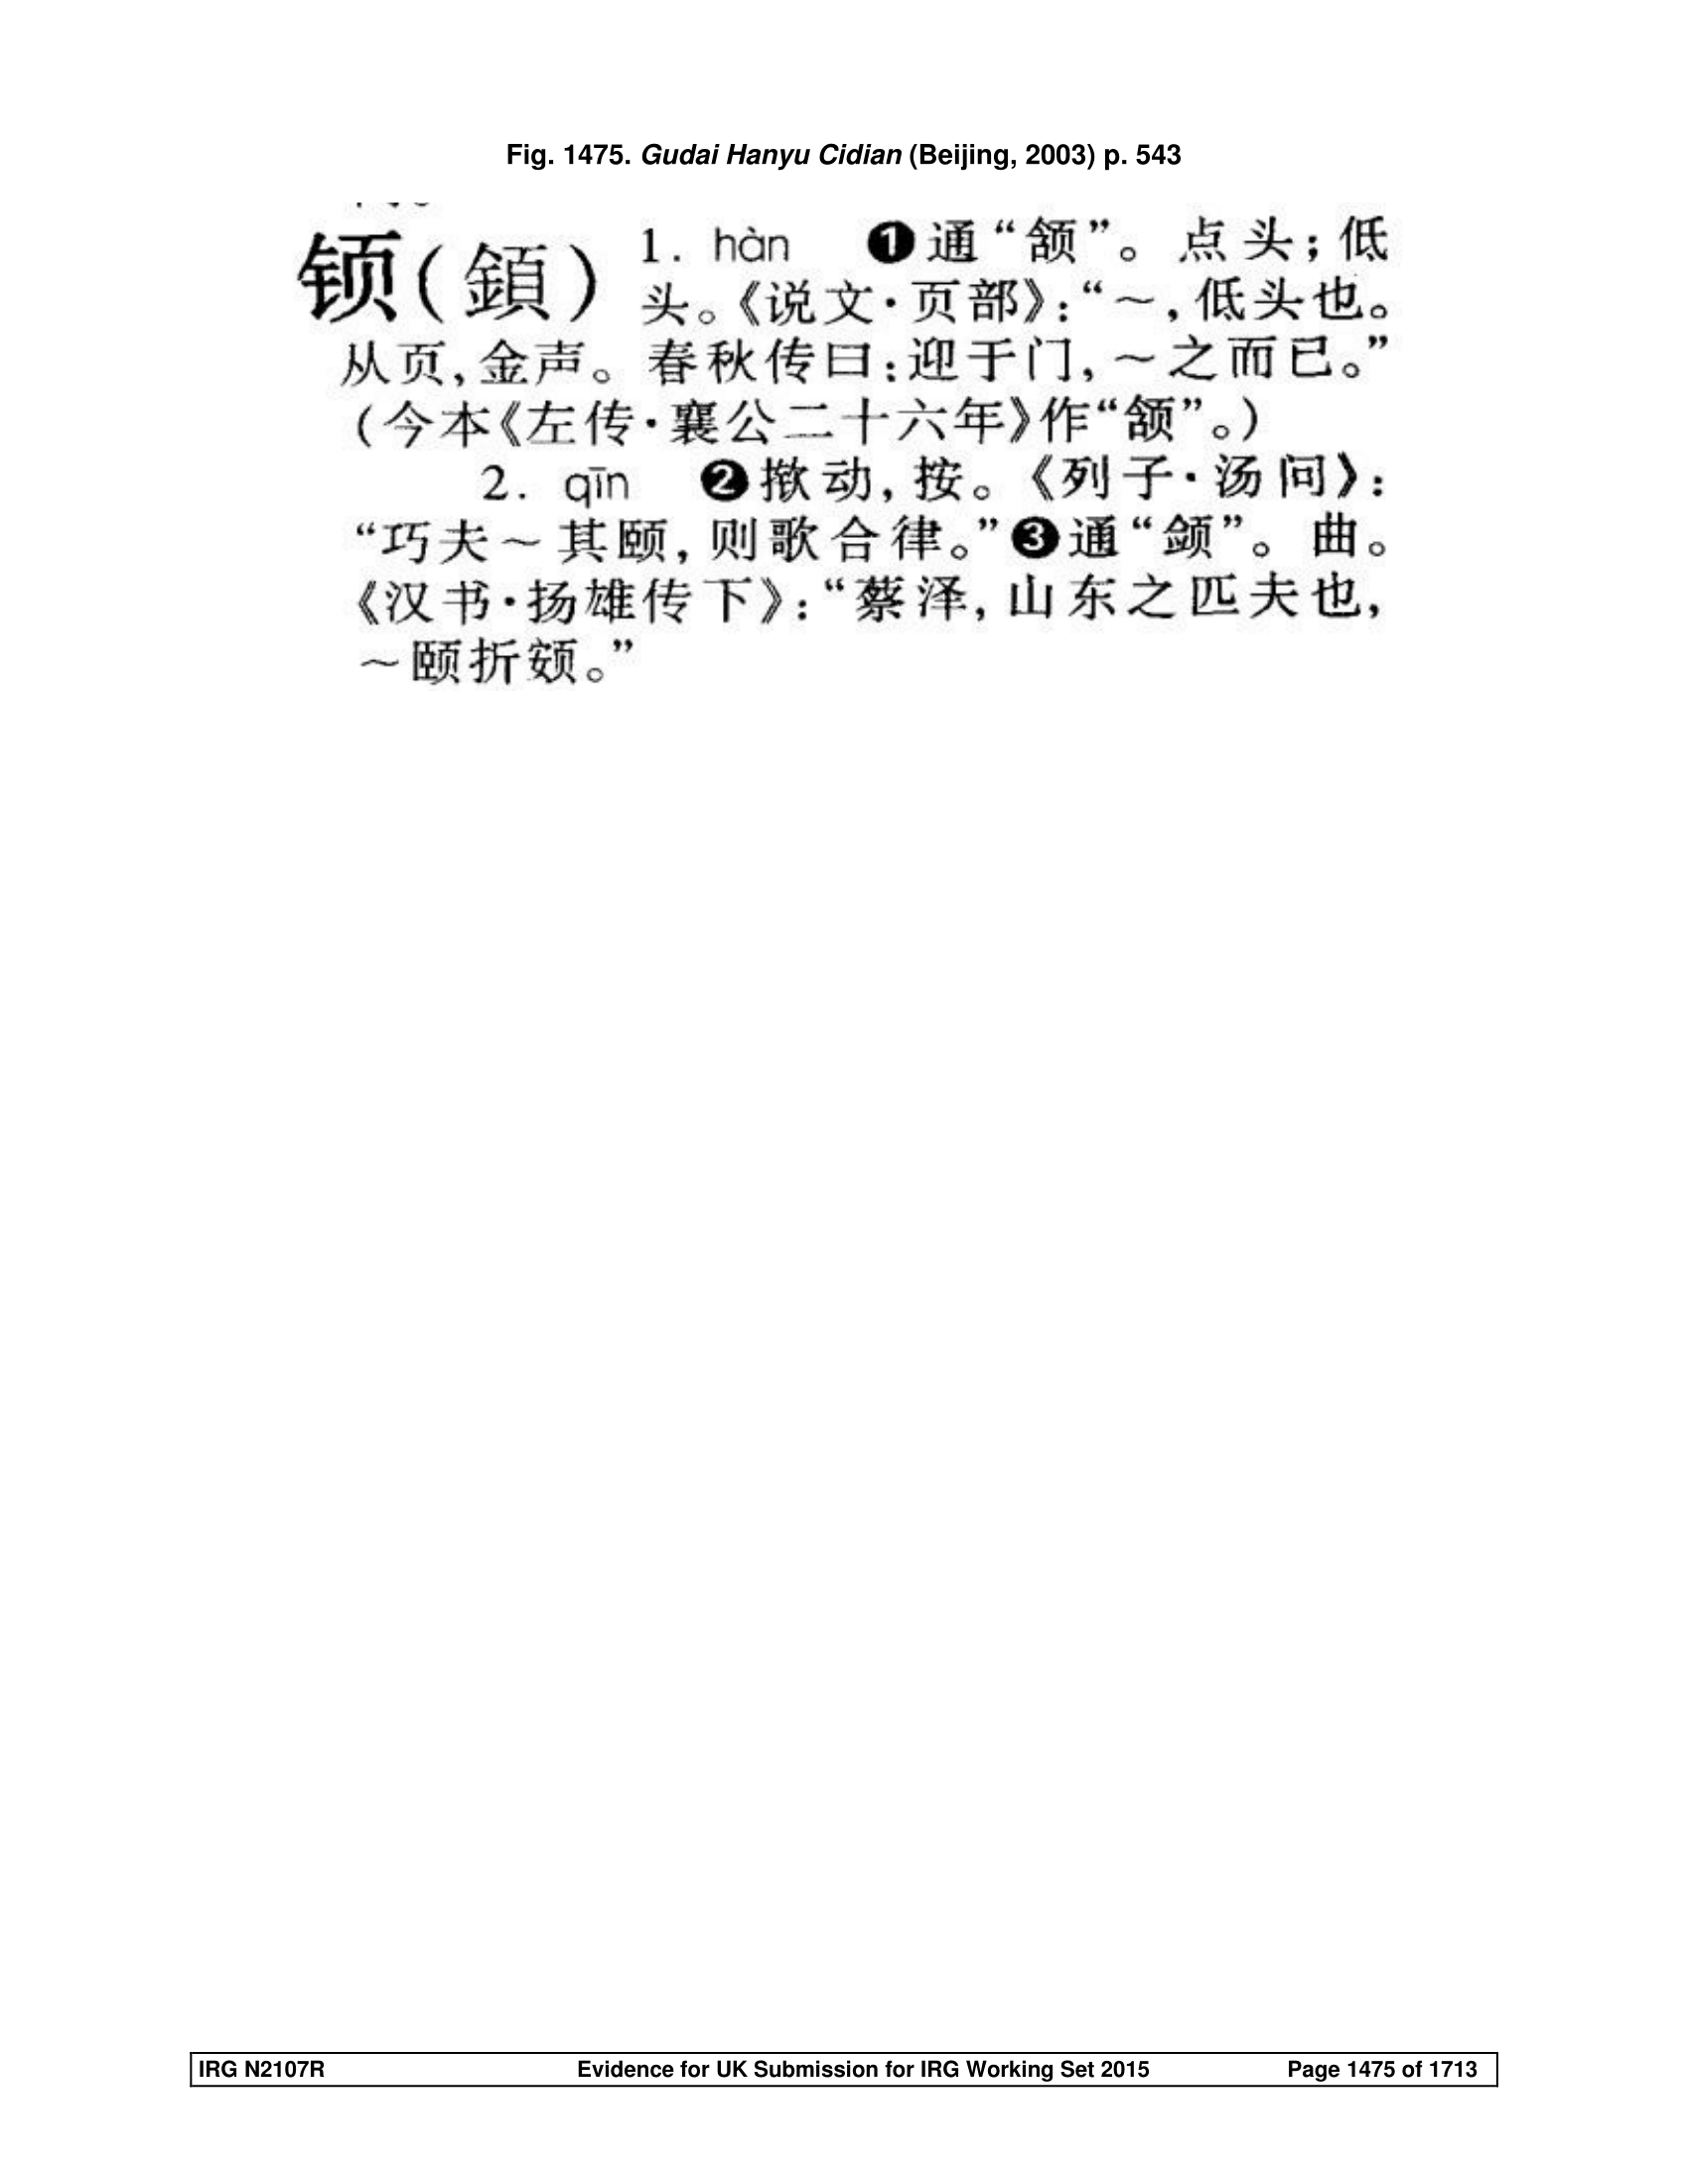 Fig. 1475. Gudai Hanyu Cidian (Beijing, 2003) p. 543
(顉) 1. hàn ❶通“颔”。点头;低
头。《说文·页部》:“～,低头也。
从页,金声。春秋传曰:迎于门,～之而已。”
(今本《左传·襄公二十六年》作“颔”。)
2. qīn ❷揿动,按。《列子·汤问》:
“巧夫～其颐,则歌合律。”❸通“”。曲。
《汉书·扬雄传下》:“蔡泽,山东之匹夫也,
～颐折。”
IRG N2107R Evidence for UK Submission for IRG Working Set 2015 Page 1475 of 1713